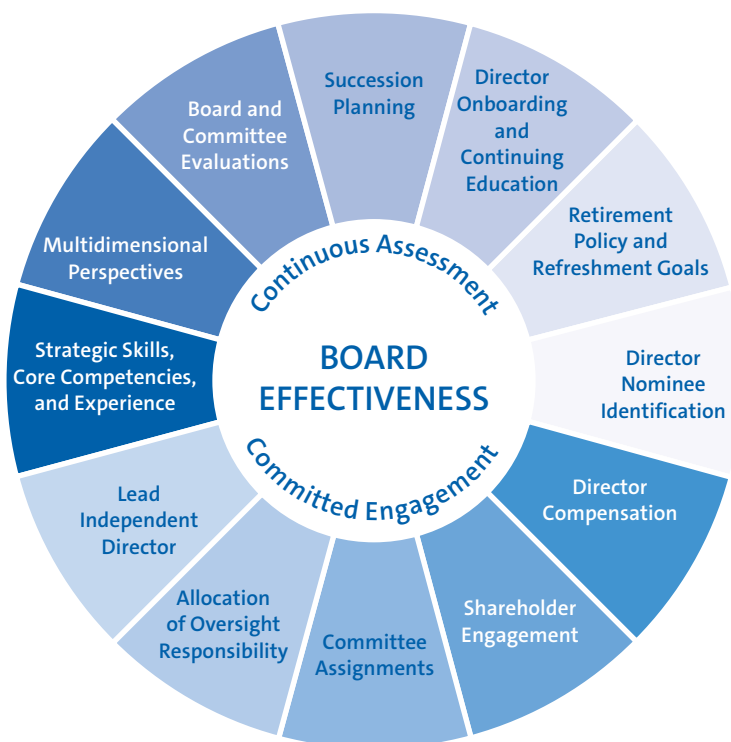 Succession
Planning
Director
Onboarding
and
Continuing
Education
Retirement
Policy and
Refreshment Goals
Director
Nominee
Identification
Director
Compensation
Shareholder
Engagement
Committee
Assignments
Allocation
of Oversight
Responsibility
Lead
Independent
Director
Strategic Skills,
Core Competencies,
and Experience
Multidimensional
Perspectives
Board and
Committee
Evaluations
Continuous Assessment
BOARD
EFFECTIVENESS
Committed Engagement